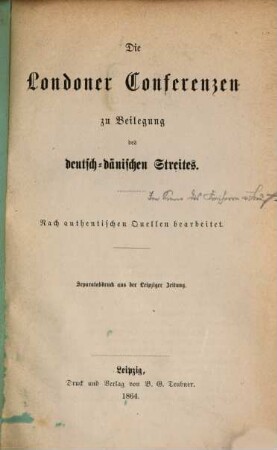 Die
Londoner Conferenzen
zu Beilegung
des
deutsch-dänischen Streites.
Nach authentischen Quellen bearbeitet.
Separatabdruck aus der Leipziger Zeitung.
Leipzig,
Druck und Verlag von B. G. Teubner.
1864.